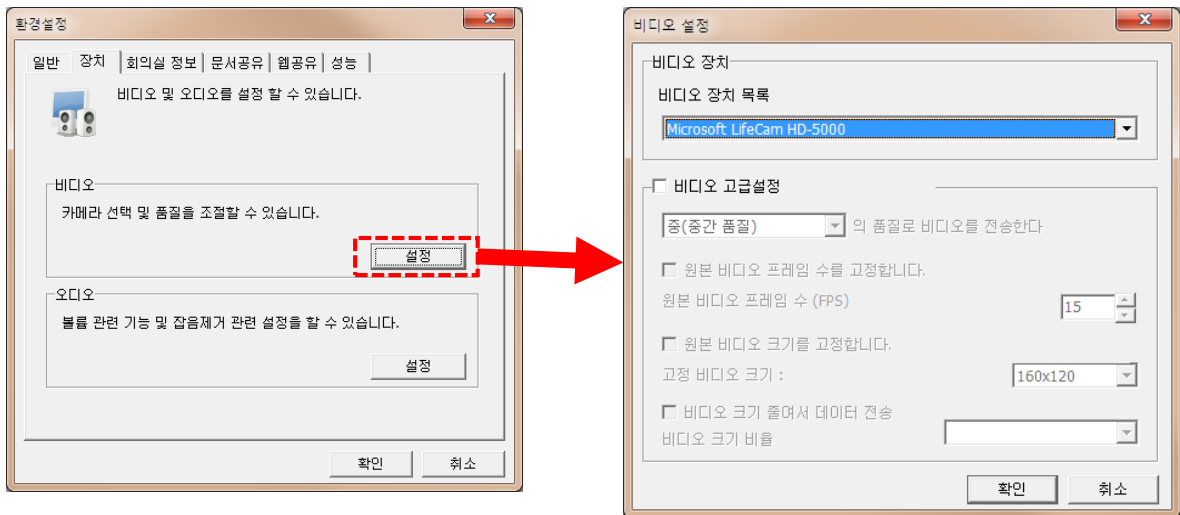 환경설정
일반 장치 회의실 정보 문서공유 웹공유 성능
비디오 및 오디오를 설정 할 수 있습니다.
비디오
카메라 선택 및 품질을 조절할 수 있습니다.
설정
오디오
볼륨 관련 기능 및 잡음제거 관련 설정을 할 수 있습니다.
설정
확인 취소
비디오 설정
비디오 장치
비디오 장치 목록
Microsoft LifeCam HD-5000
비디오 고급설정
중(중간 품질) 의 품질로 비디오를 전송한다
원본 비디오 프레임 수를 고정합니다.
원본 비디오 프레임 수 (FPS) 15
원본 비디오 크기를 고정합니다.
고정 비디오 크기 : 160x120
비디오 크기 줄여서 데이터 전송
비디오 크기 비율
확인 취소